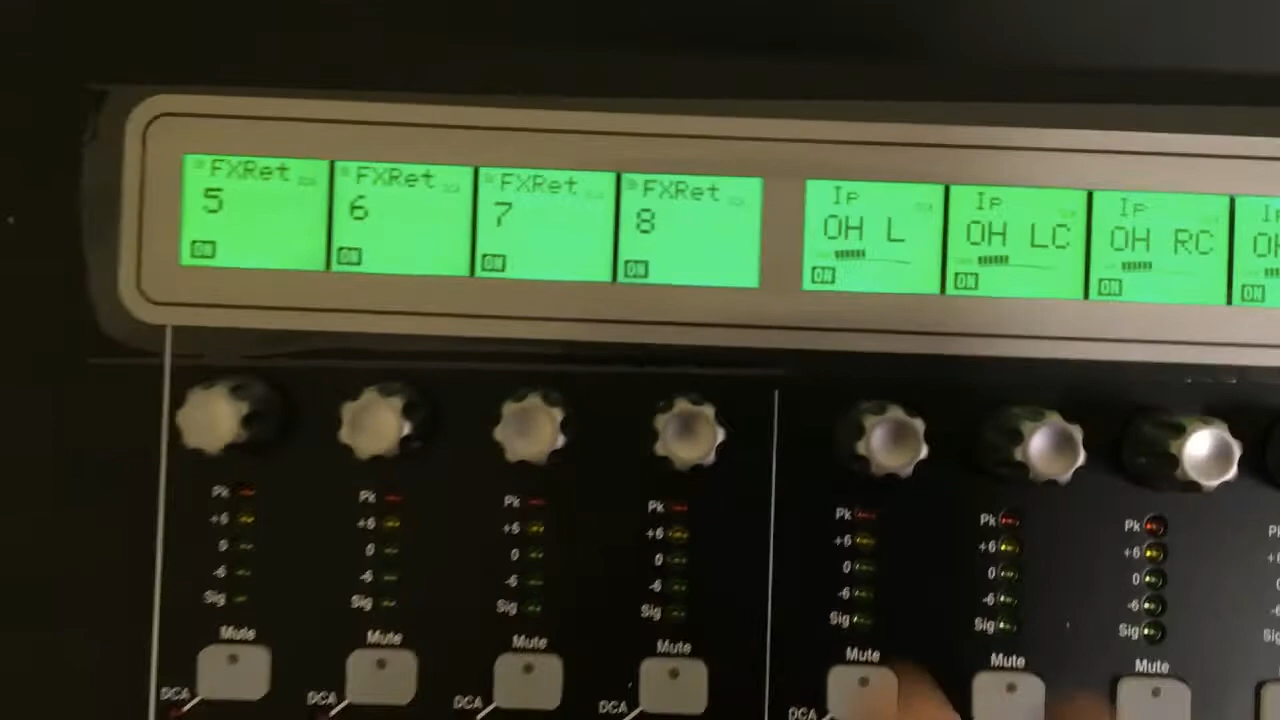 FXRet FXRet FXRet FXRet Ip Ip Ip
5 6 7 8 OH L OH LC OH RC
ON ON ON ON ON ON ON ON
Pk Pk Pk Pk Pk Pk Pk
+6 +6 +6 +6 +6 +6 +6
0 0 0 0 0 0 0
-6 -6 -6 -6 -6 -6 -6
Sig Sig Sig Sig Sig Sig Sig
Mute Mute Mute Mute Mute Mute Mute
DCA DCA DCA DCA DCA